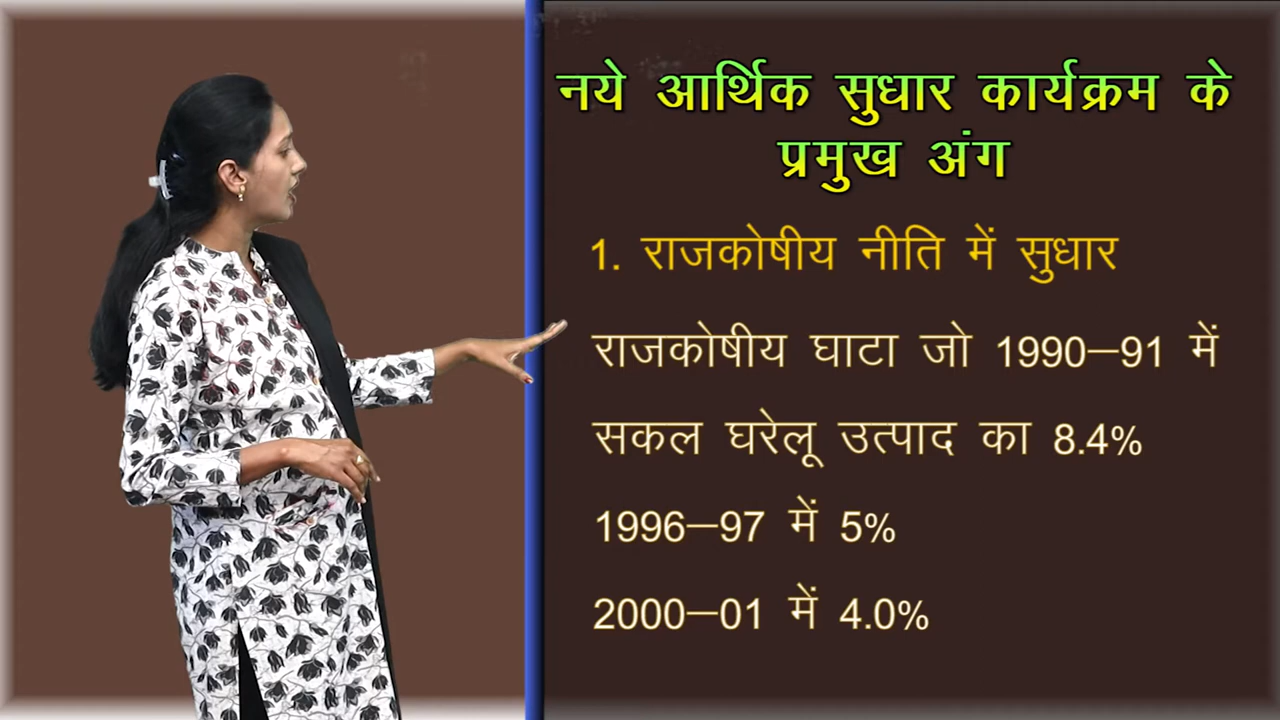 नये आर्थिक सुधार कार्यक्रम के
प्रमुख अंग
1. राजकोषीय नीति में सुधार
राजकोषीय घाटा जो 1990–91 में
सकल घरेलू उत्पाद का 8.4%
1996–97 में 5%
2000–01 में 4.0%